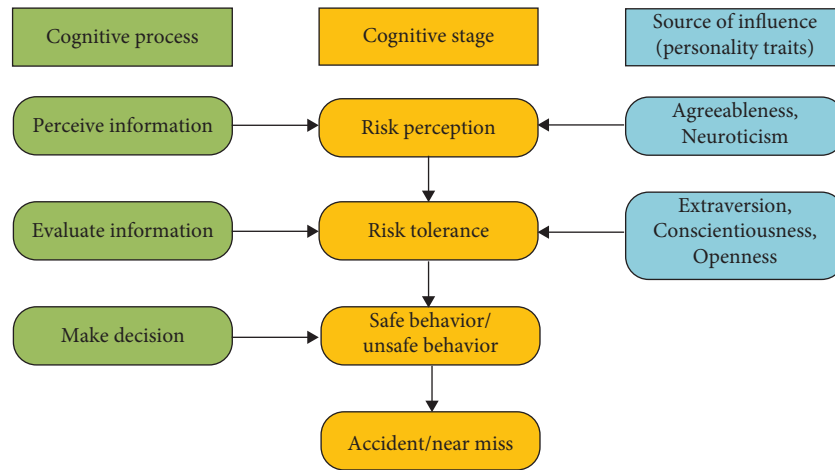 Cognitive process
Cognitive stage
Source of influence
(personality traits)
Perceive information
Risk perception
Agreeableness,
Neuroticism
Evaluate information
Risk tolerance
Extraversion,
Conscientiousness,
Openness
Make decision
Safe behavior/
unsafe behavior
Accident/near miss